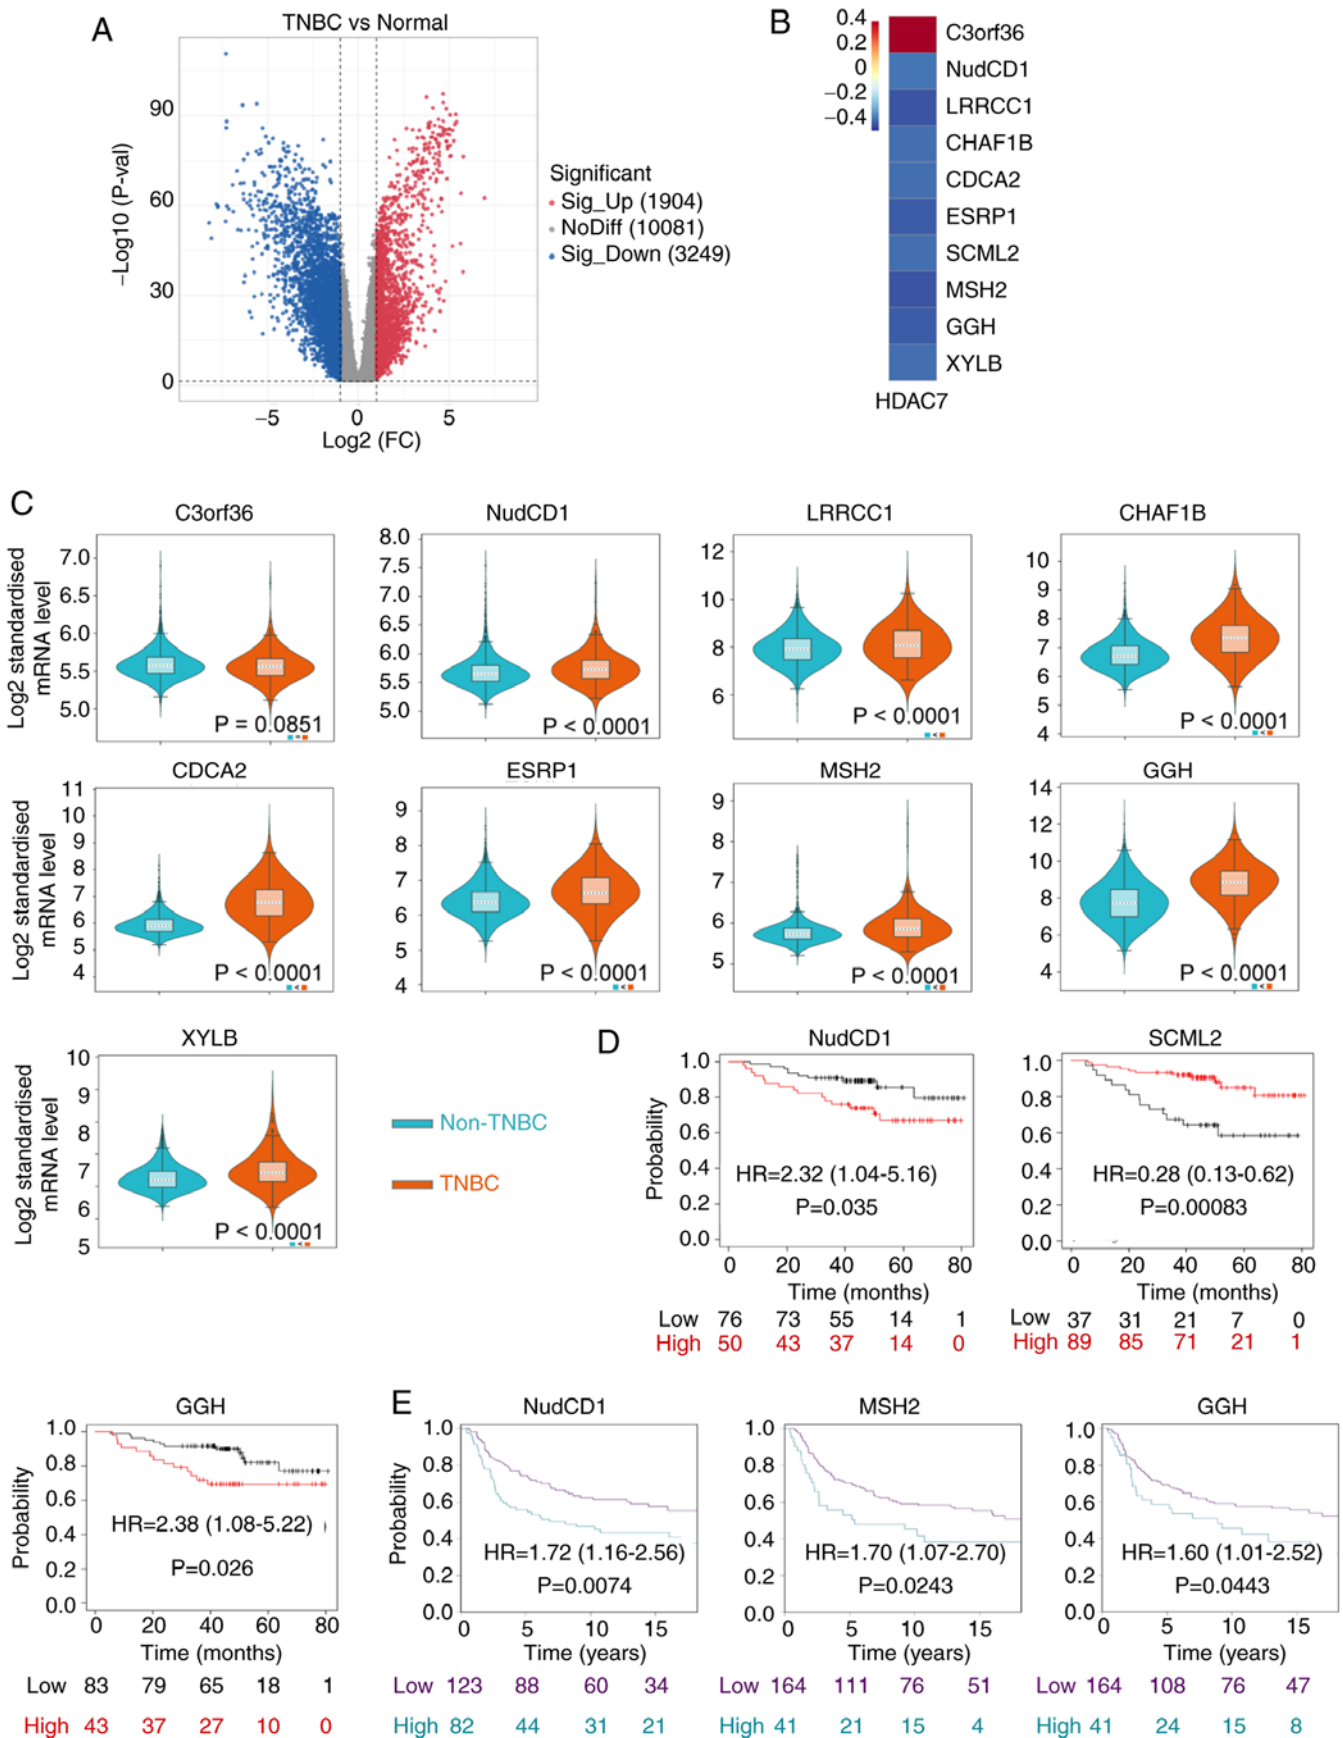 A
TNBC vs Normal
90
60
30
0
−Log10 (P-val)
−5 0 5
Log2 (FC)
Significant
Sig_Up (1904)
NoDiff (10081)
Sig_Down (3249)
B
0.4
0.2
0
−0.2
−0.4
C3orf36
NudCD1
LRRCC1
CHAF1B
CDCA2
ESRP1
SCML2
MSH2
GGH
XYLB
HDAC7
C
C3orf36
Log2 standardised
mRNA level
7.0
6.5
6.0
5.5
5.0
P = 0.0851
=
NudCD1
8.0
7.5
7.0
6.5
6.0
5.5
5.0
P < 0.0001
LRRCC1
12
10
8
6
P < 0.0001
<
CHAF1B
10
9
8
7
6
5
4
P < 0.0001
<
CDCA2
Log2 standardised
mRNA level
11
10
9
8
7
6
5
4
P < 0.0001
<
ESRP1
9
8
7
6
5
4
P < 0.0001
<
MSH2
9
8
7
6
5
P < 0.0001
<
GGH
14
12
10
8
6
4
P < 0.0001
<
XYLB
Log2 standardised
mRNA level
10
9
8
7
6
5
P < 0.0001
<
Non-TNBC
TNBC
D
NudCD1
Probability
1.0
0.8
0.6
0.4
0.2
0.0
HR=2.32 (1.04-5.16)
P=0.035
0 20 40 60 80
Time (months)
Low 76 73 55 14 1
High 50 43 37 14 0
SCML2
1.0
0.8
0.6
0.4
0.2
0.0
HR=0.28 (0.13-0.62)
P=0.00083
0 20 40 60 80
Time (months)
Low 37 31 21 7 0
High 89 85 71 21 1
GGH
Probability
1.0
0.8
0.6
0.4
0.2
0.0
HR=2.38 (1.08-5.22)
P=0.026
0 20 40 60 80
Time (months)
Low 83 79 65 18 1
High 43 37 27 10 0
E
NudCD1
Probability
1.0
0.8
0.6
0.4
0.2
0.0
HR=1.72 (1.16-2.56)
P=0.0074
0 5 10 15
Time (years)
Low 123 88 60 34
High 82 44 31 21
MSH2
1.0
0.8
0.6
0.4
0.2
0.0
HR=1.70 (1.07-2.70)
P=0.0243
0 5 10 15
Time (years)
Low 164 111 76 51
High 41 21 15 4
GGH
1.0
0.8
0.6
0.4
0.2
0.0
HR=1.60 (1.01-2.52)
P=0.0443
0 5 10 15
Time (years)
Low 164 108 76 47
High 41 24 15 8